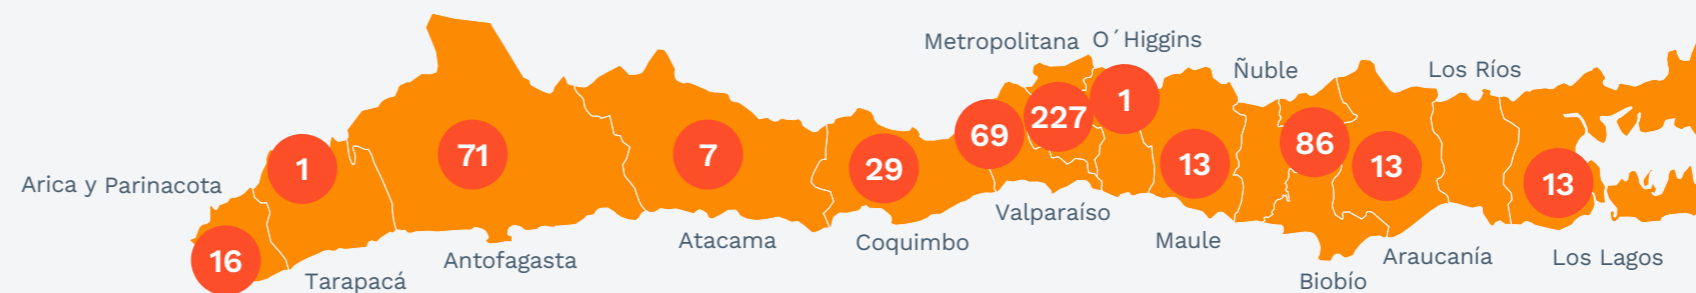 Metropolitana
O´Higgins
Ñuble
Los Ríos
Arica y Parinacota
1
71
7
29
69
227
1
13
86
13
13
16
Tarapacá
Antofagasta
Atacama
Coquimbo
Valparaíso
Maule
Biobío
Araucanía
Los Lagos